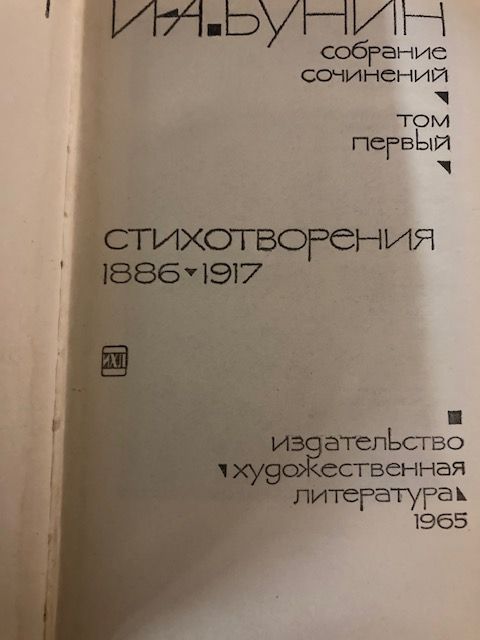 И·А·БУНИН
собрание
сочинений
том
первый
стихотворения
1886 1917
издательство
художественная
литература
1965